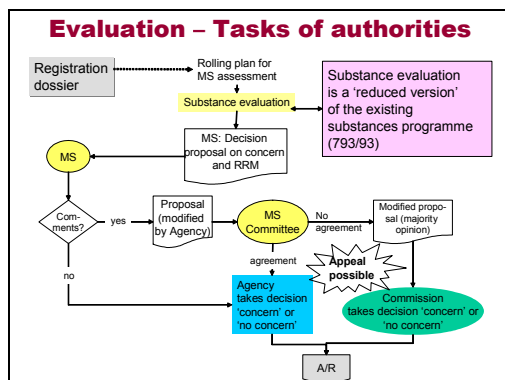 Evaluation – Tasks of authorities
Registration
dossier
Rolling plan for
MS assessment
Substance evaluation
Substance evaluation
is a ‘reduced version’
of the existing
substances programme
(793/93)
MS: Decision
proposal on concern
and RRM
MS
Com-
ments?
yes
Proposal
(modified
by Agency)
MS
Committee
No
agreement
Modified propo-
sal (majority
opinion)
agreement
Appeal
possible
no
Agency
takes decision
‘concern’ or
‘no concern’
Commission
takes decision ‘concern’ or
‘no concern’
A/R